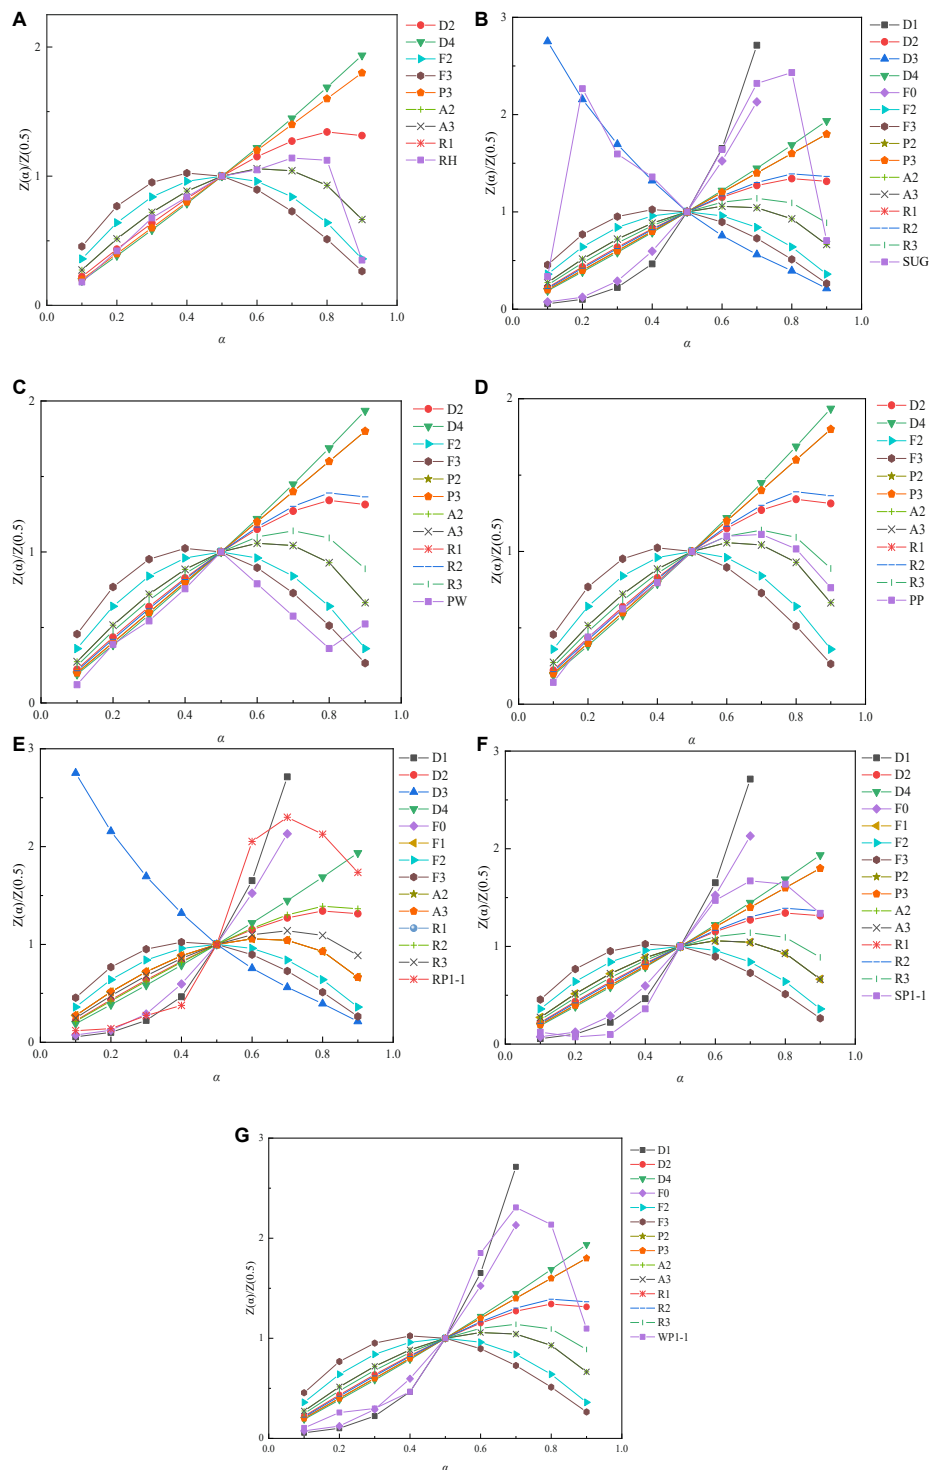 A
Z(α)/Z(0.5)
2
1
0
0.0 0.2 0.4 0.6 0.8 1.0
α
D2
D4
F2
F3
P3
A2
A3
R1
RH
B
Z(α)/Z(0.5)
3
2
1
0
0.0 0.2 0.4 0.6 0.8 1.0
α
D1
D2
D3
D4
F0
F2
F3
P2
P3
A2
A3
R1
R2
R3
SUG
C
Z(α)/Z(0.5)
2
1
0
0.0 0.2 0.4 0.6 0.8 1.0
α
D2
D4
F2
F3
P2
P3
A2
A3
R1
R2
R3
PW
D
Z(α)/Z(0.5)
2
1
0
0.0 0.2 0.4 0.6 0.8 1.0
α
D2
D4
F2
F3
P2
P3
A2
A3
R1
R2
R3
PP
E
Z(α)/Z(0.5)
3
2
1
0
0.0 0.2 0.4 0.6 0.8 1.0
α
D1
D2
D3
D4
F0
F1
F2
F3
A2
A3
R1
R2
R3
RP1-1
F
Z(α)/Z(0.5)
3
2
1
0
0.0 0.2 0.4 0.6 0.8 1.0
α
D1
D2
D4
F0
F1
F2
F3
P2
P3
A2
A3
R1
R2
R3
SP1-1
G
Z(α)/Z(0.5)
3
2
1
0
0.0 0.2 0.4 0.6 0.8 1.0
α
D1
D2
D4
F0
F2
F3
P2
P3
A2
A3
R1
R2
R3
WP1-1